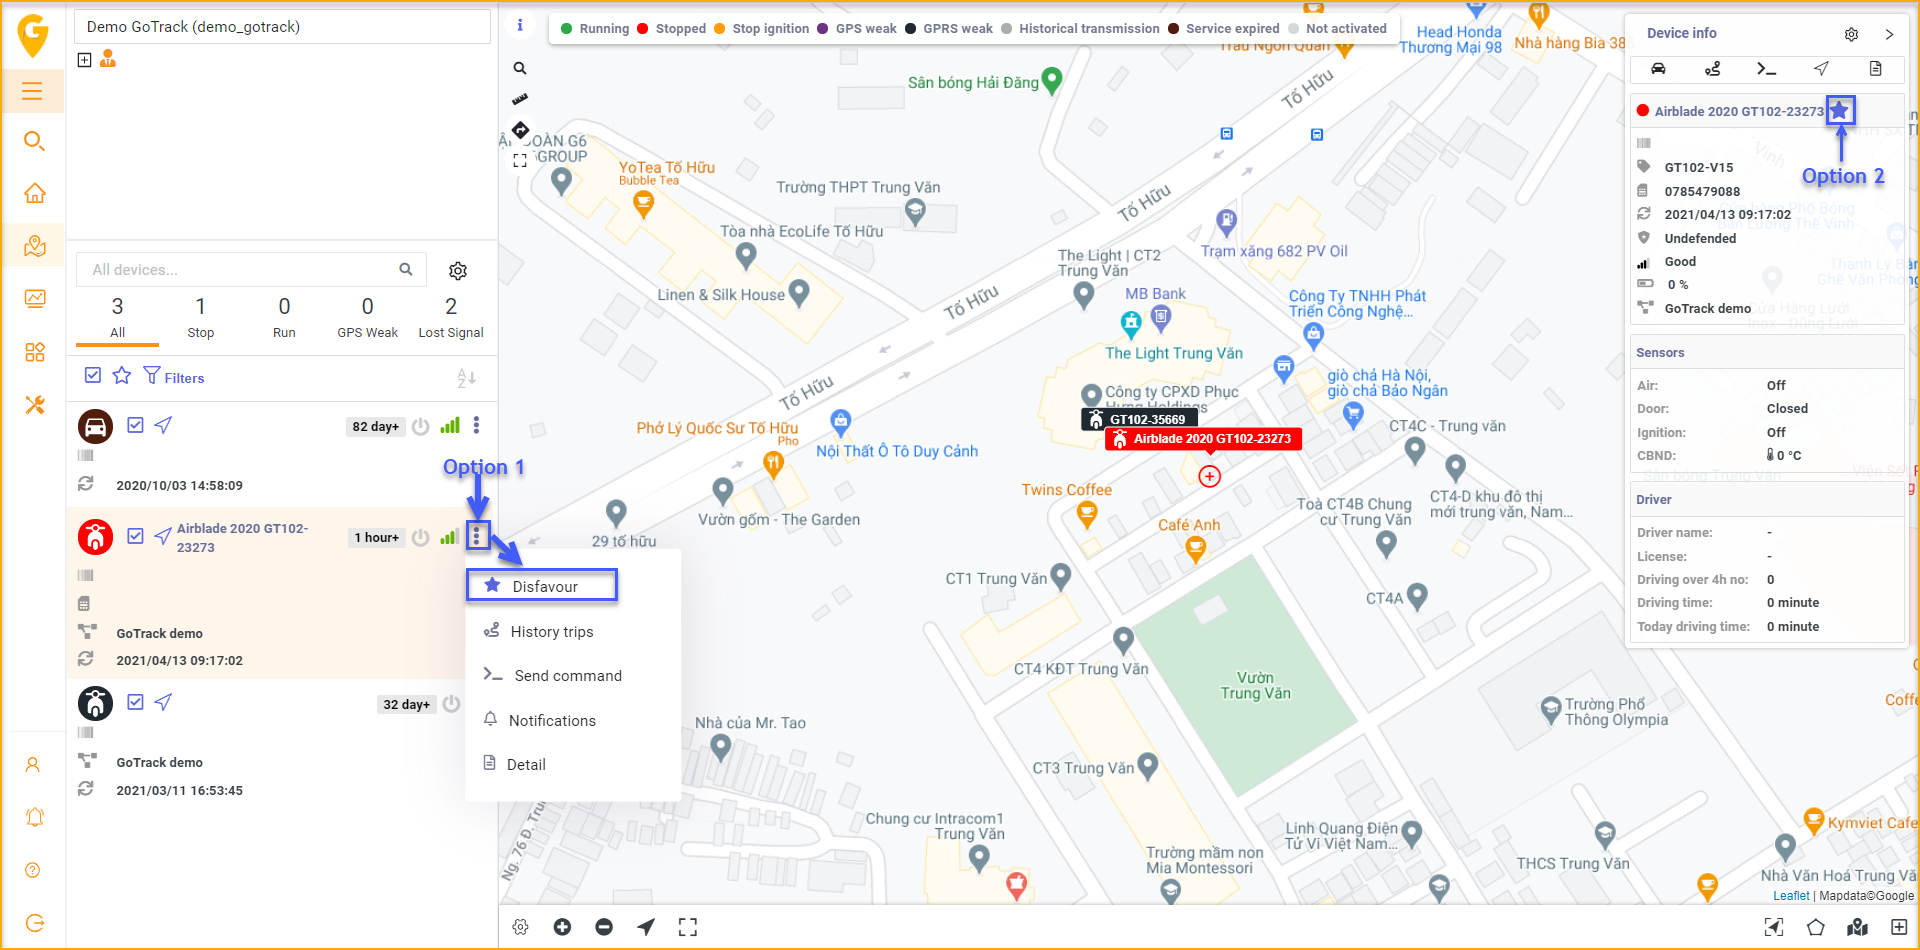 Demo GoTrack (demo_gotrack)
All devices...
3
1
0
0
2
All
Stop
Run
GPS Weak
Lost Signal
Filters
82 day+
2020/10/03 14:58:09
Option 1
Airblade 2020 GT102-
23273
1 hour+
GoTrack demo
2021/04/13 09:17:02
32 day+
GoTrack demo
2021/03/11 16:53:45
Disfavour
History trips
Send command
Notifications
Detail
Running
Stopped
Stop ignition
GPS weak
GPRS weak
Historical transmission
Service expired
Not activated
Head Honda
Thương Mại 98
Nhà hàng Bia
Sân bóng Hải Đăng
Tố Hữu
GROUP
YoTea Tố Hữu
Bubble Tea
Trường THPT Trung Văn
Tố Hữu
Tòa nhà EcoLife Tố Hữu
Trạm xăng 682 PV Oil
The Light | CT2
Trung Văn
Linen & Silk House
Tố Hữu
MB Bank
Công Ty TNHH Phát
Triển Công Nghệ...
The Light Trung Văn
giò chả Hà Nội,
giò chả Bảo Ngân
Tố Hữu
Công ty CPXD Phục
Hưng Holdings
GT102-35669
Airblade 2020 GT102-23273
CT4C - Trung văn
Phở Lý Quốc Sư Tố Hữu
Pho
Nội Thất Ô Tô Duy Cảnh
Twins Coffee
Toà CT4B Chung
cư Trung Văn
CT4-D khu đô thị
mới trung văn, Nam...
Vườn gốm - The Garden
Café Anh
29 tố hữu
CT1 Trung Văn
CT4A
CT4 KĐT Trung Văn
Vườn
Trung Văn
Trường Phổ
Thông Olympia
Nhà của Mr. Tao
CT3 Trung Văn
Ng. 76 Đ. Tru
Chung cư Intracom1
Trung Văn
Linh Quang Điện
Tử Vi Việt Nam...
Kymviet Cafe
Trường mầm non
Mia Montessori
THCS Trung Văn
Nhà Văn Hoá Trung Vă
Leaflet | Mapdata©Google
Device info
Airblade 2020 GT102-23273
Option 2
GT102-V15
0785479088
2021/04/13 09:17:02
Undefended
Good
0 %
GoTrack demo
Sensors
Air: Off
Door: Closed
Ignition: Off
CBND: 0 °C
Driver
Driver name: -
License: -
Driving over 4h no: 0
Driving time: 0 minute
Today driving time: 0 minute